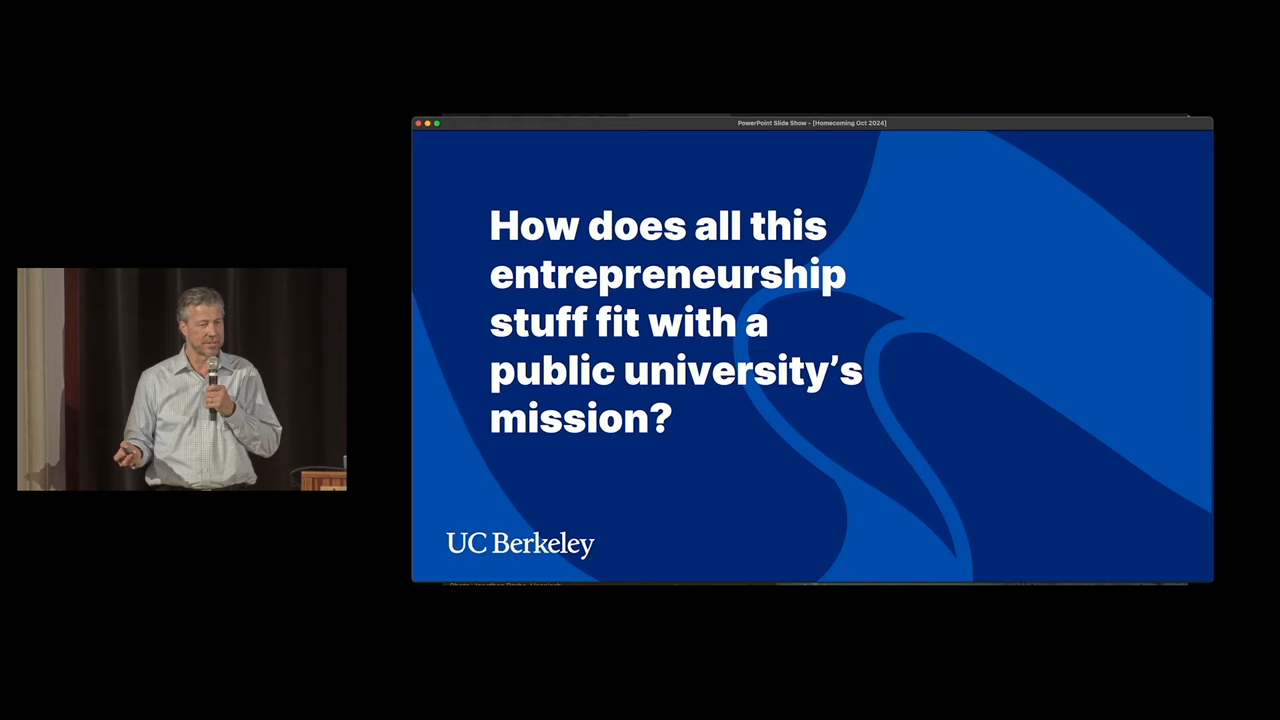 PowerPoint Slide Show - [Homecoming Oct 2024]
How does all this
entrepreneurship
stuff fit with a
public university’s
mission?
UC Berkeley